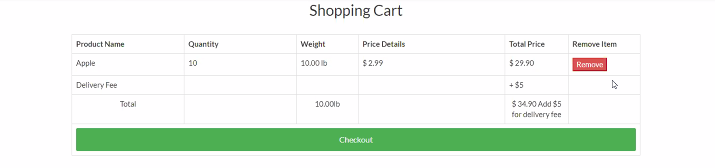 Shopping Cart
Product Name Quantity Weight Price Details Total Price Remove Item
Apple 10 10.00 lb $ 2.99 $ 29.90 Remove
Delivery Fee + $5
Total 10.00lb $ 34.90 Add $5
for delivery fee
Checkout